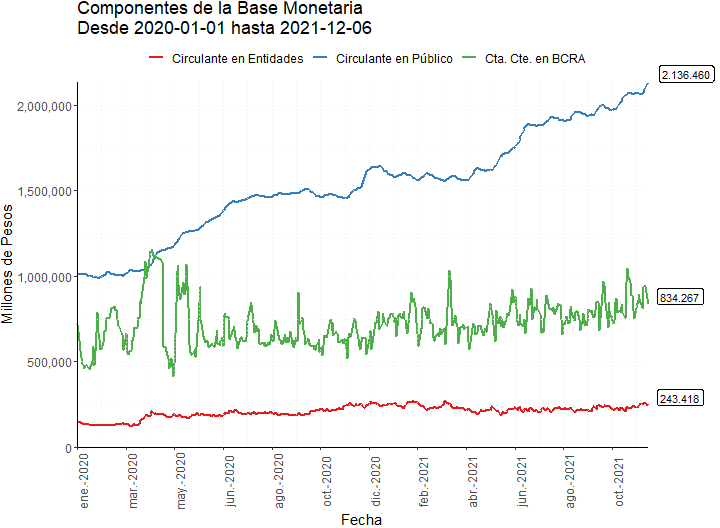 Componentes de la Base Monetaria
Desde 2020-01-01 hasta 2021-12-06
Circulante en Entidades Circulante en Público Cta. Cte. en BCRA
Millones de Pesos
2,000,000
1,500,000
1,000,000
500,000
0
2.136.460
834.267
243.418
ene.-2020
mar.-2020
may.-2020
jun.-2020
ago.-2020
oct.-2020
dic.-2020
feb.-2021
abr.-2021
jun.-2021
ago.-2021
oct.-2021
Fecha